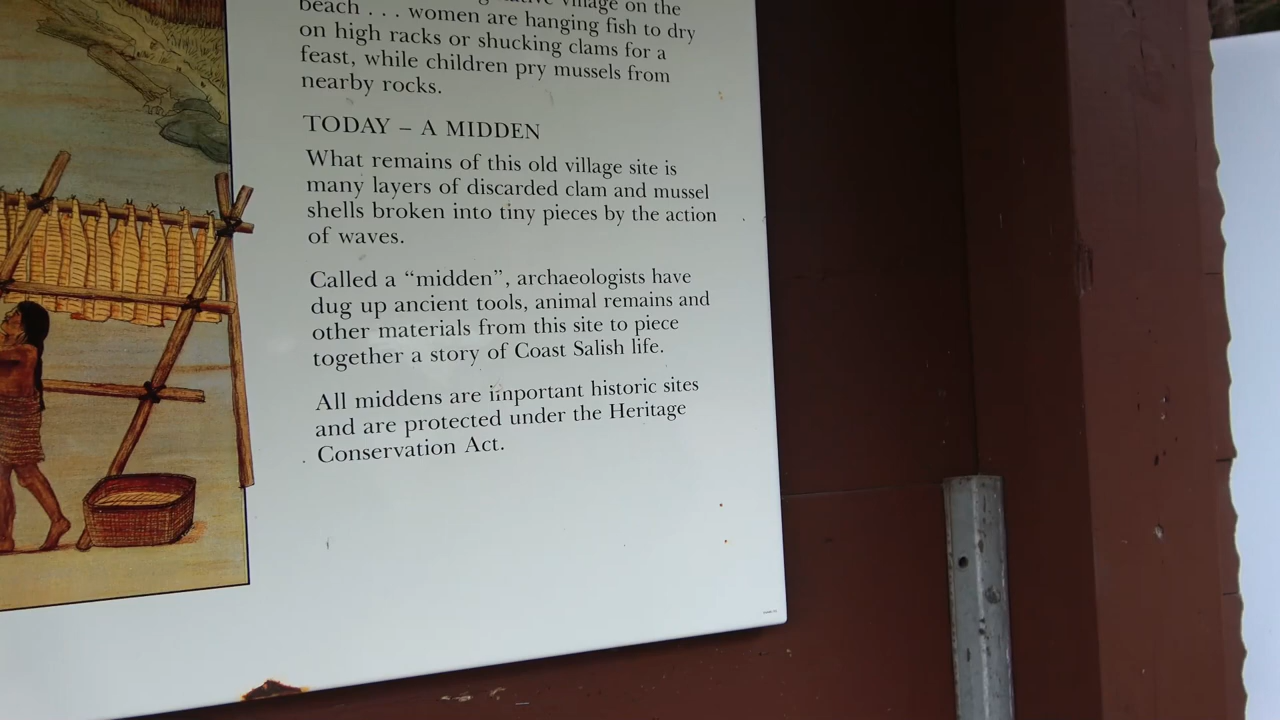 village on the
beach . . . women are hanging fish to dry
on high racks or shucking clams for a
feast, while children pry mussels from
nearby rocks.
TODAY – A MIDDEN
What remains of this old village site is
many layers of discarded clam and mussel
shells broken into tiny pieces by the action
of waves.
Called a “midden”, archaeologists have
dug up ancient tools, animal remains and
other materials from this site to piece
together a story of Coast Salish life.
All middens are important historic sites
and are protected under the Heritage
Conservation Act.